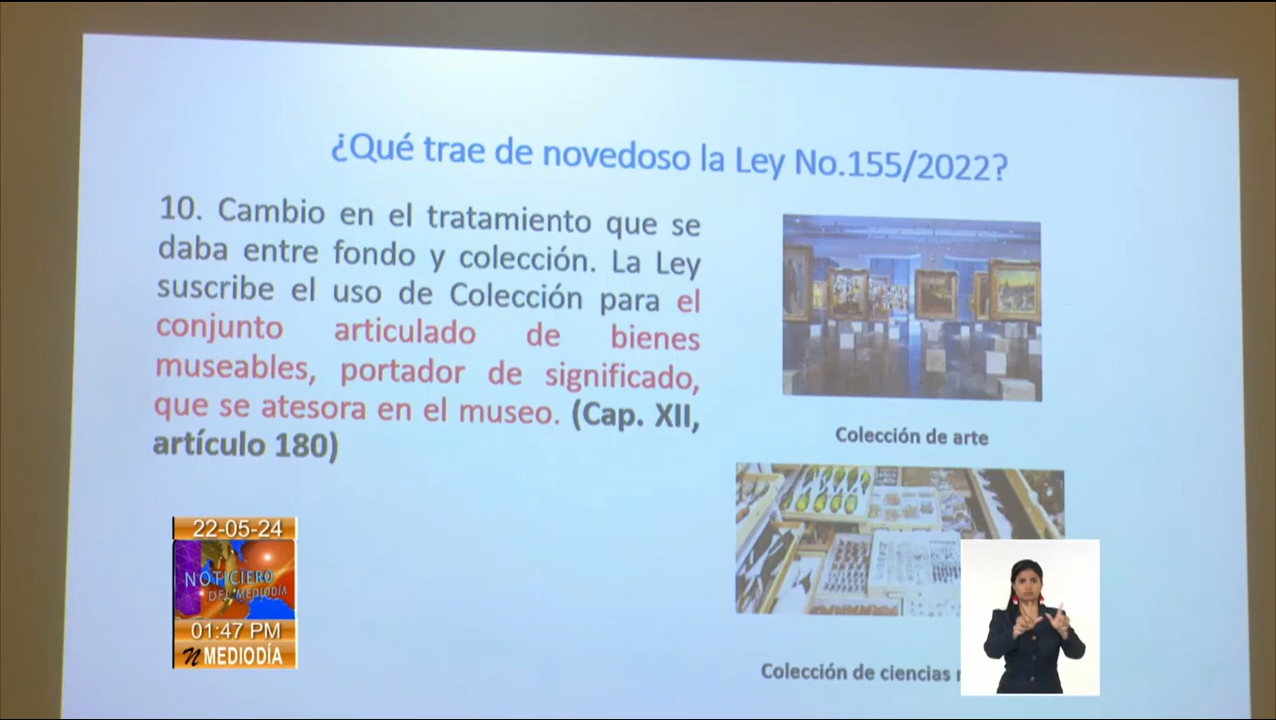 ¿Qué trae de novedoso la Ley No.155/2022?
10. Cambio en el tratamiento que se
daba entre fondo y colección. La Ley
suscribe el uso de Colección para el
conjunto articulado de bienes
museables, portador de significado,
que se atesora en el museo. (Cap. XII,
artículo 180)
Colección de arte
Colección de ciencias
22-05-24
NOTICIERO
DEL MEDIODÍA
01:47 PM
n MEDIODÍA